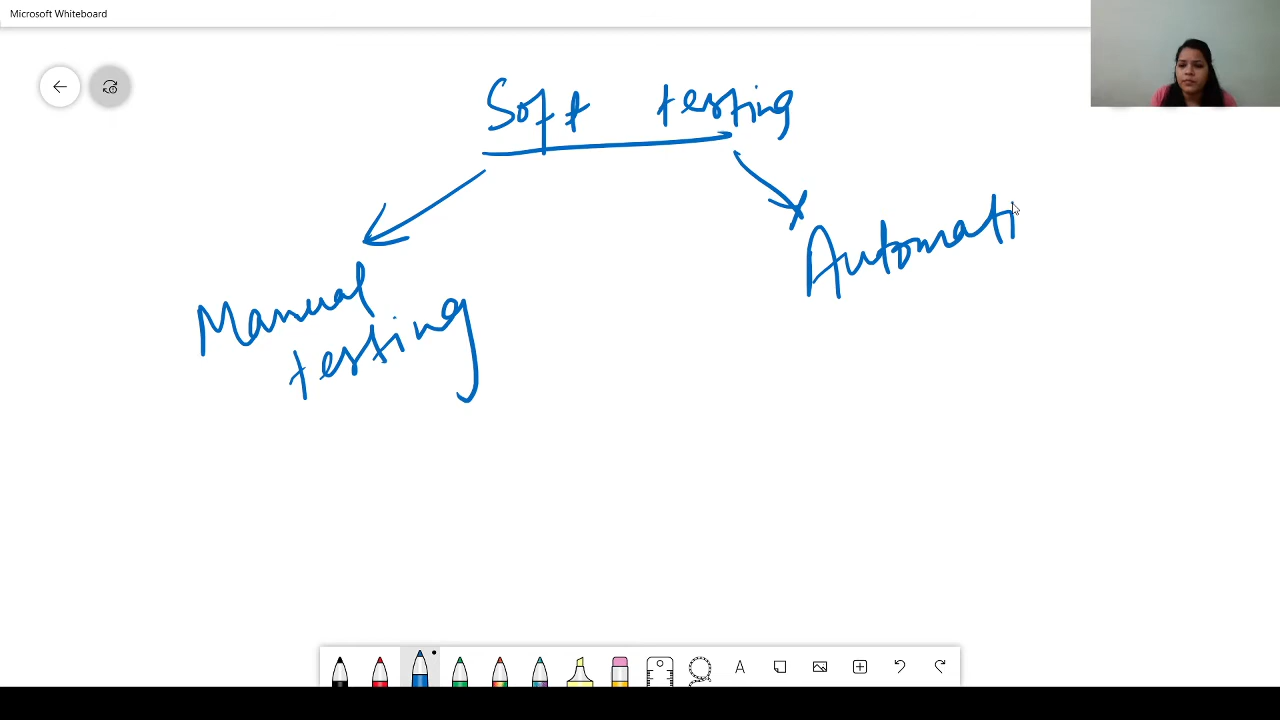 Microsoft Whiteboard
Soft testing
Manual
testing
Automati
A